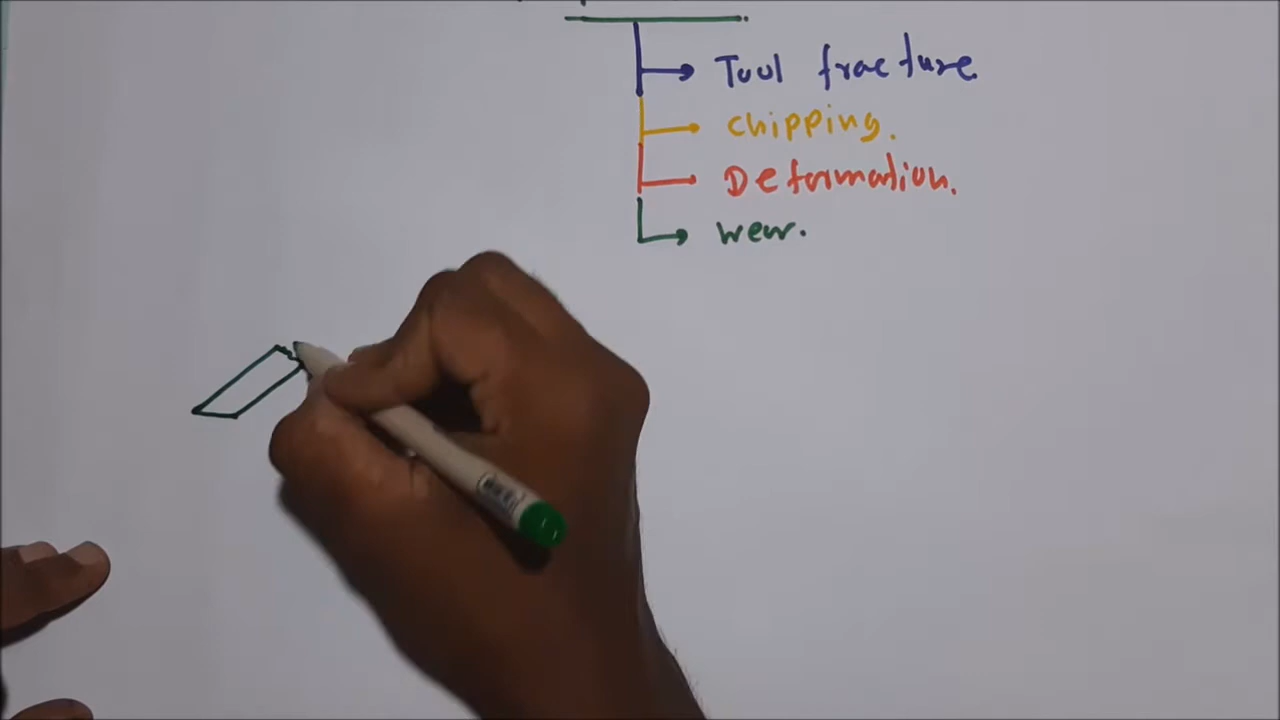 Tool fracture.
chipping.
Deformation.
wear.